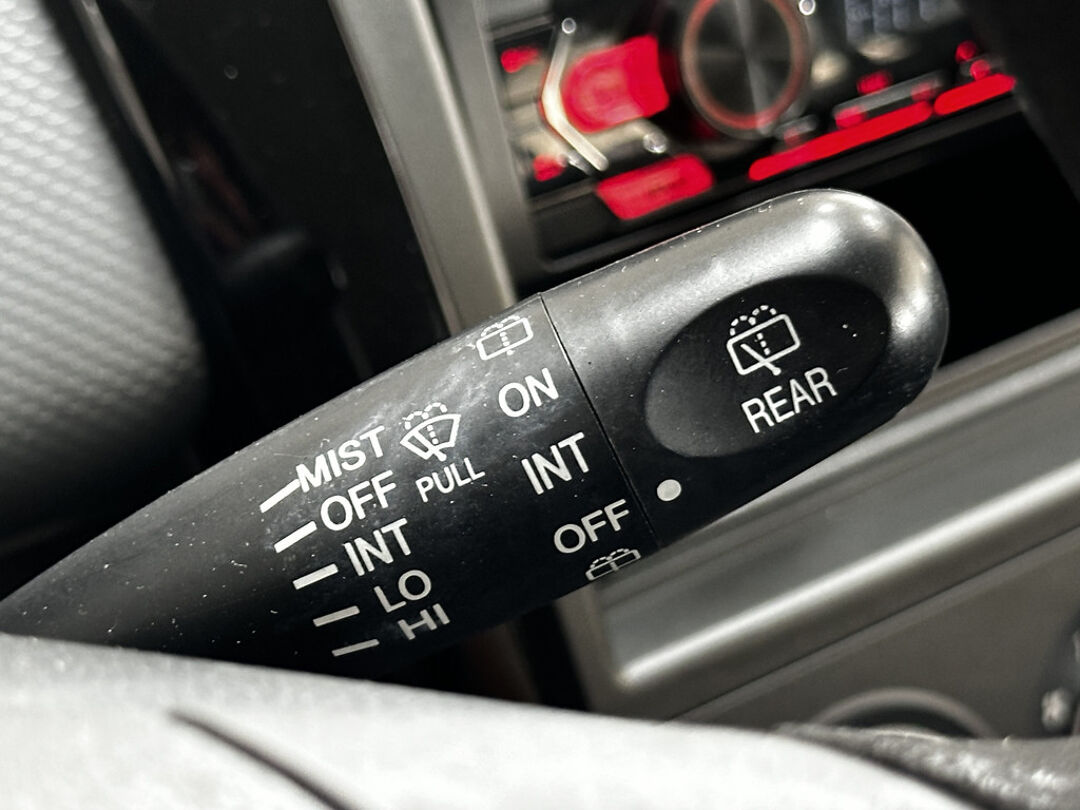 MIST
OFF
INT
LO
HI
PULL
ON
INT
OFF
REAR